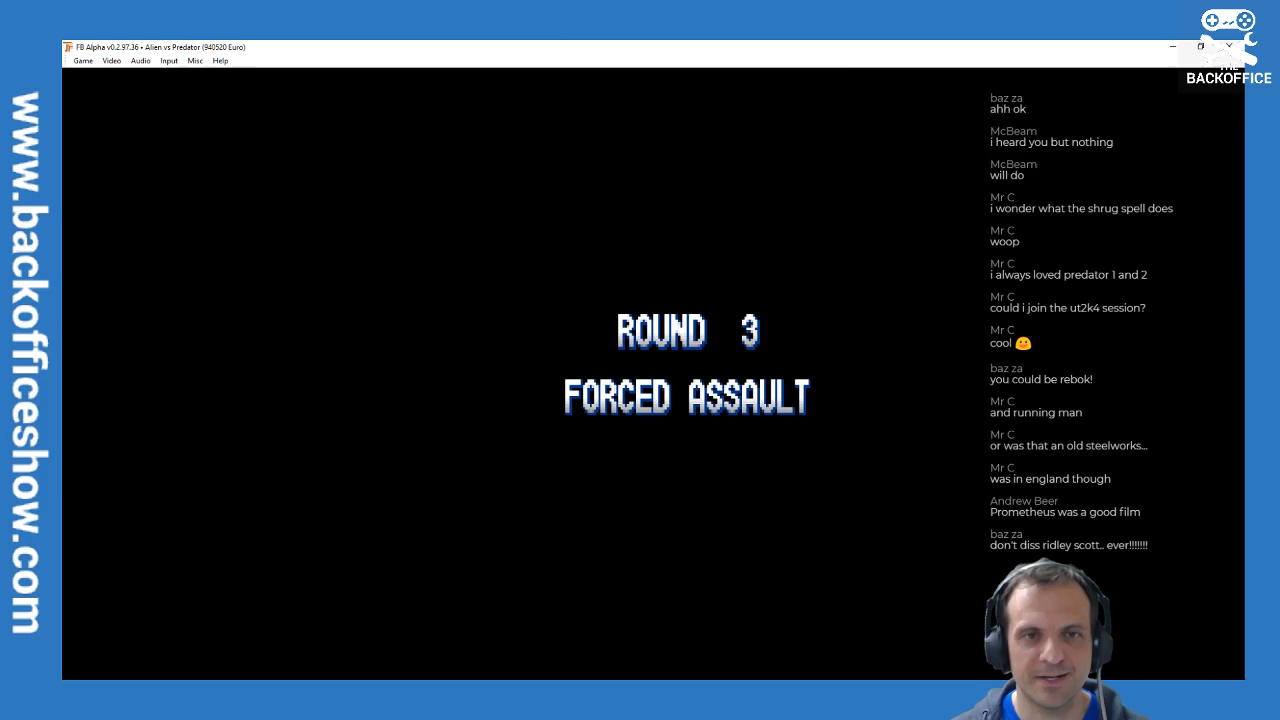 FB Alpha v0.2.97.36 • Alien vs Predator (940520 Euro)
Game Video Audio Input Misc Help
THE
BACKOFFICE
www.backofficeshow.com
ROUND 3
FORCED ASSAULT
baz za
ahh ok
McBeam
i heard you but nothing
McBeam
will do
Mr C
i wonder what the shrug spell does
Mr C
woop
Mr C
i always loved predator 1 and 2
Mr C
could i join the ut2k4 session?
Mr C
cool 😛
baz za
you could be rebok!
Mr C
and running man
Mr C
or was that an old steelworks...
Mr C
was in england though
Andrew Beer
Prometheus was a good film
baz za
don't diss ridley scott.. ever!!!!!!!